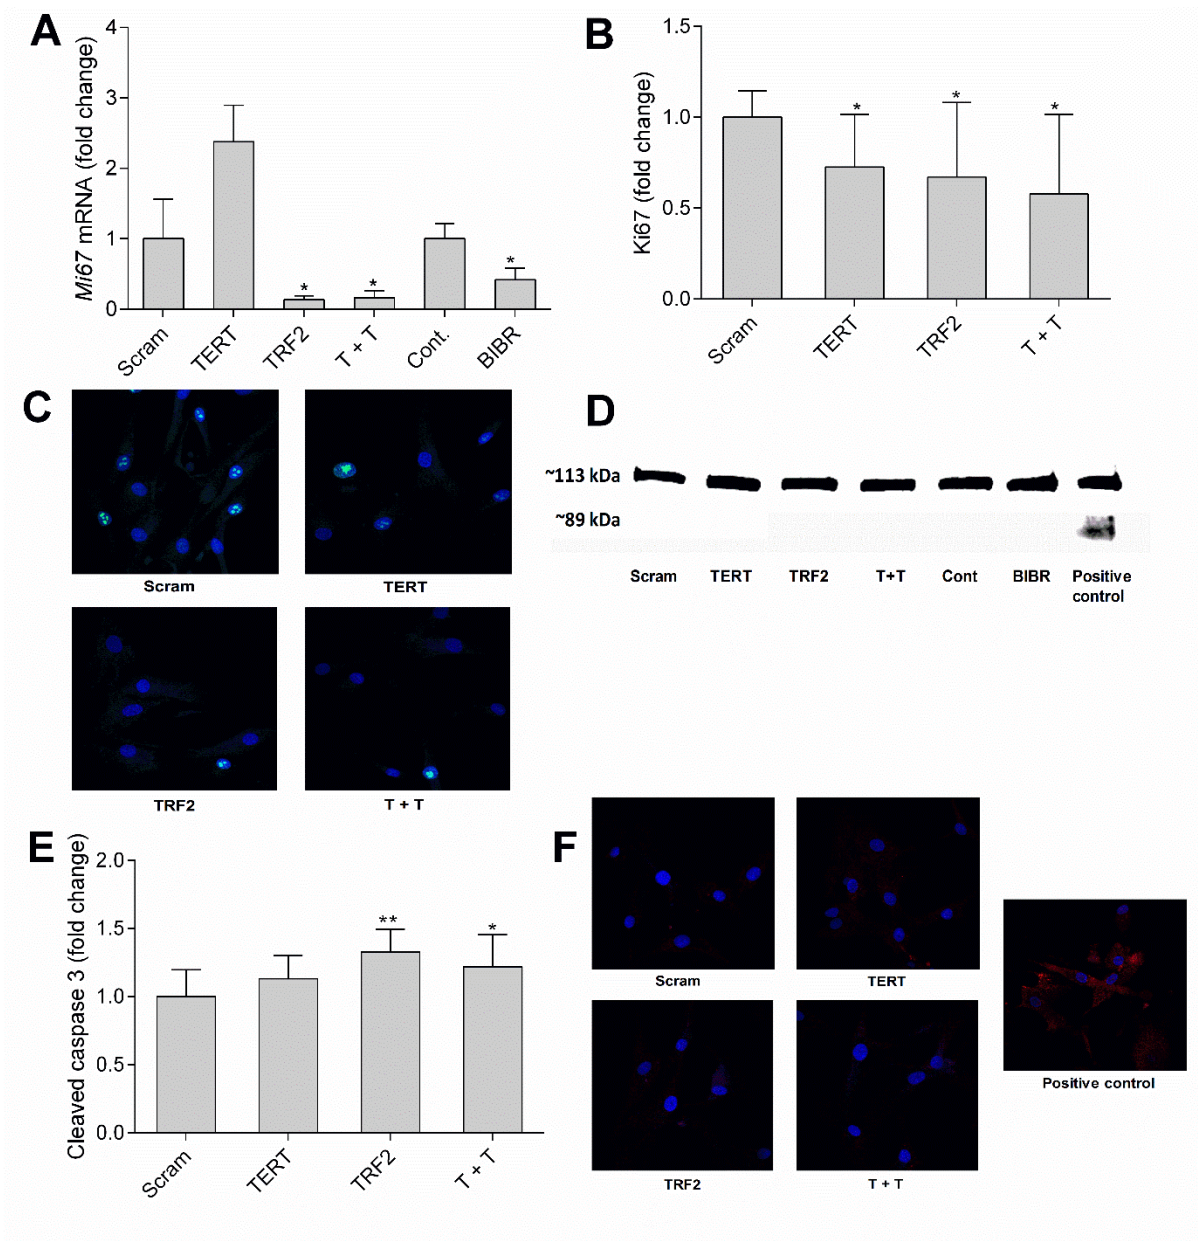 A
Mi67 mRNA (fold change)
4
3
2
1
0
*
*
*
Scram
TERT
TRF2
T + T
Cont.
BIBR
B
Ki67 (fold change)
1.5
1.0
0.5
0.0
*
*
*
Scram
TERT
TRF2
T + T
C
Scram
TERT
TRF2
T + T
D
~113 kDa
~89 kDa
Scram TERT TRF2 T+T Cont BIBR Positive
control
E
Cleaved caspase 3 (fold change)
2.0
1.5
1.0
0.5
0.0
**
*
Scram
TERT
TRF2
T + T
F
Scram
TERT
Positive control
TRF2
T + T